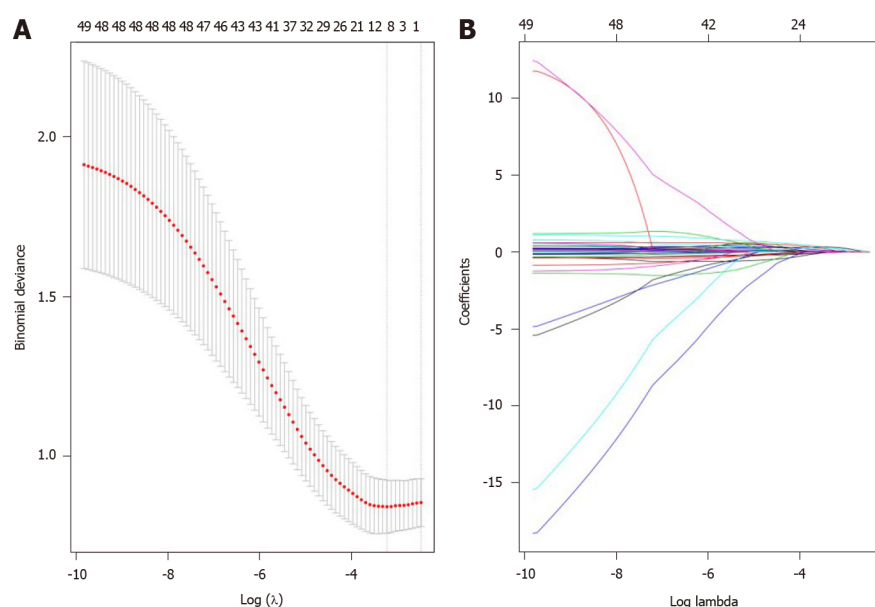 A
49 48 48 48 48 48 48 47 46 43 43 41 37 32 29 26 21 12 8 3 1
2.0
1.5
1.0
Binomial deviance
-10 -8 -6 -4
Log (λ)
B
49 48 42 24
10
5
0
-5
-10
-15
Coefficients
-10 -8 -6 -4
Log lambda